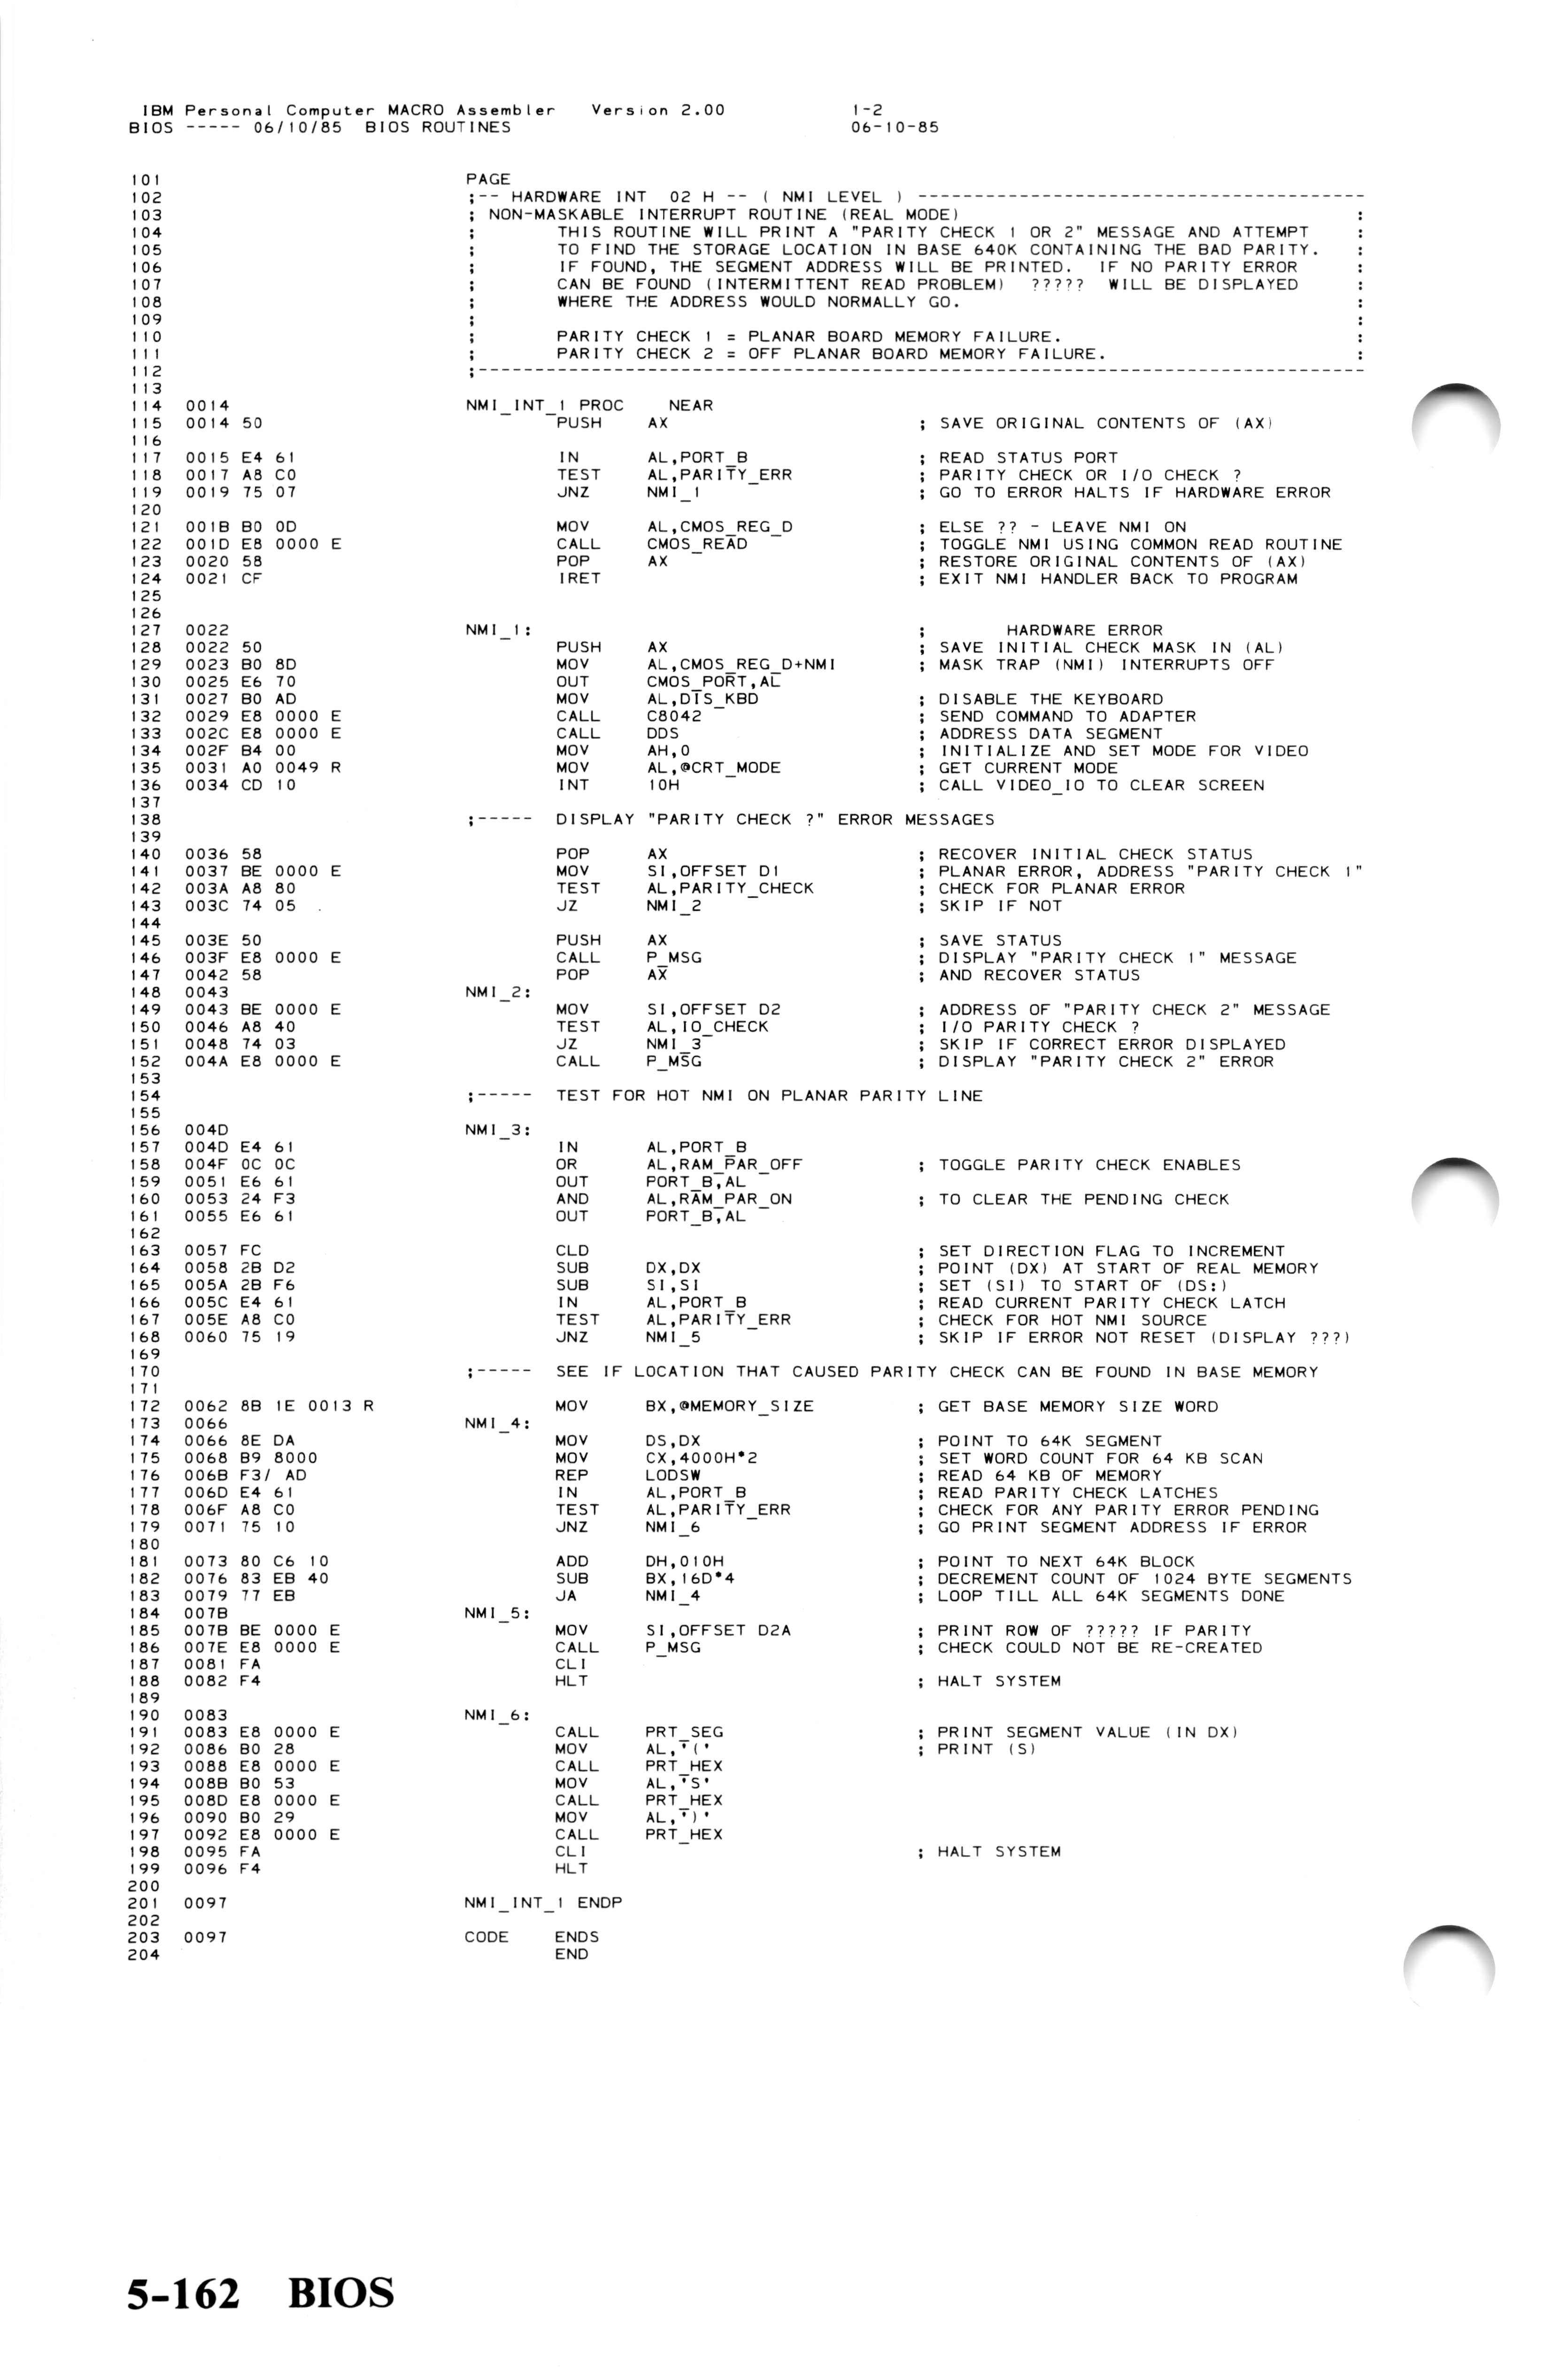 IBM Personal Computer MACRO Assembler   Version 2.00             1-2
BIOS ----- 06/10/85  BIOS ROUTINES                               06-10-85
101                          PAGE
102                          ;-- HARDWARE INT  02 H -- ( NMI LEVEL ) ----------------------------------------
103                          ; NON-MASKABLE INTERRUPT ROUTINE (REAL MODE)                                   :
104                          ;       THIS ROUTINE WILL PRINT A "PARITY CHECK 1 OR 2" MESSAGE AND ATTEMPT    :
105                          ;       TO FIND THE STORAGE LOCATION IN BASE 640K CONTAINING THE BAD PARITY.   :
106                          ;       IF FOUND, THE SEGMENT ADDRESS WILL BE PRINTED.  IF NO PARITY ERROR     :
107                          ;       CAN BE FOUND (INTERMITTENT READ PROBLEM)  ?????  WILL BE DISPLAYED     :
108                          ;       WHERE THE ADDRESS WOULD NORMALLY GO.                                   :
109                          ;                                                                              :
110                          ;       PARITY CHECK 1 = PLANAR BOARD MEMORY FAILURE.                          :
111                          ;       PARITY CHECK 2 = OFF PLANAR BOARD MEMORY FAILURE.                      :
112                          ;-------------------------------------------------------------------------------
113
114  0014                    NMI_INT_1 PROC    NEAR
115  0014 50                         PUSH    AX                      ; SAVE ORIGINAL CONTENTS OF (AX)
116
117  0015 E4 61                      IN      AL,PORT_B               ; READ STATUS PORT
118  0017 A8 C0                      TEST    AL,PARITY_ERR           ; PARITY CHECK OR I/O CHECK ?
119  0019 75 07                      JNZ     NMI_1                   ; GO TO ERROR HALTS IF HARDWARE ERROR
120
121  001B B0 0D                      MOV     AL,CMOS_REG_D           ; ELSE ?? - LEAVE NMI ON
122  001D E8 0000 E                  CALL    CMOS_READ               ; TOGGLE NMI USING COMMON READ ROUTINE
123  0020 58                         POP     AX                      ; RESTORE ORIGINAL CONTENTS OF (AX)
124  0021 CF                         IRET                            ; EXIT NMI HANDLER BACK TO PROGRAM
125
126
127  0022                    NMI_1:                                  ;       HARDWARE ERROR
128  0022 50                         PUSH    AX                      ; SAVE INITIAL CHECK MASK IN (AL)
129  0023 B0 8D                      MOV     AL,CMOS_REG_D+NMI       ; MASK TRAP (NMI) INTERRUPTS OFF
130  0025 E6 70                      OUT     CMOS_PORT,AL
131  0027 B0 AD                      MOV     AL,DIS_KBD              ; DISABLE THE KEYBOARD
132  0029 E8 0000 E                  CALL    C8042                   ; SEND COMMAND TO ADAPTER
133  002C E8 0000 E                  CALL    DDS                     ; ADDRESS DATA SEGMENT
134  002F B4 00                      MOV     AH,0                    ; INITIALIZE AND SET MODE FOR VIDEO
135  0031 A0 0049 R                  MOV     AL,@CRT_MODE            ; GET CURRENT MODE
136  0034 CD 10                      INT     10H                     ; CALL VIDEO_IO TO CLEAR SCREEN
137
138                          ;-----  DISPLAY "PARITY CHECK ?" ERROR MESSAGES
139
140  0036 58                         POP     AX                      ; RECOVER INITIAL CHECK STATUS
141  0037 BE 0000 E                  MOV     SI,OFFSET D1            ; PLANAR ERROR, ADDRESS "PARITY CHECK 1"
142  003A A8 80                      TEST    AL,PARITY_CHECK         ; CHECK FOR PLANAR ERROR
143  003C 74 05                      JZ      NMI_2                   ; SKIP IF NOT
144
145  003E 50                         PUSH    AX                      ; SAVE STATUS
146  003F E8 0000 E                  CALL    P_MSG                   ; DISPLAY "PARITY CHECK 1" MESSAGE
147  0042 58                         POP     AX                      ; AND RECOVER STATUS
148  0043                    NMI_2:
149  0043 BE 0000 E                  MOV     SI,OFFSET D2            ; ADDRESS OF "PARITY CHECK 2" MESSAGE
150  0046 A8 40                      TEST    AL,IO_CHECK             ; I/O PARITY CHECK ?
151  0048 74 03                      JZ      NMI_3                   ; SKIP IF CORRECT ERROR DISPLAYED
152  004A E8 0000 E                  CALL    P_MSG                   ; DISPLAY "PARITY CHECK 2" ERROR
153
154                          ;-----  TEST FOR HOT NMI ON PLANAR PARITY LINE
155
156  004D                    NMI_3:
157  004D E4 61                      IN      AL,PORT_B
158  004F 0C 0C                      OR      AL,RAM_PAR_OFF          ; TOGGLE PARITY CHECK ENABLES
159  0051 E6 61                      OUT     PORT_B,AL
160  0053 24 F3                      AND     AL,RAM_PAR_ON           ; TO CLEAR THE PENDING CHECK
161  0055 E6 61                      OUT     PORT_B,AL
162
163  0057 FC                         CLD                             ; SET DIRECTION FLAG TO INCREMENT
164  0058 2B D2                      SUB     DX,DX                   ; POINT (DX) AT START OF REAL MEMORY
165  005A 2B F6                      SUB     SI,SI                   ; SET (SI) TO START OF (DS:)
166  005C E4 61                      IN      AL,PORT_B               ; READ CURRENT PARITY CHECK LATCH
167  005E A8 C0                      TEST    AL,PARITY_ERR           ; CHECK FOR HOT NMI SOURCE
168  0060 75 19                      JNZ     NMI_5                   ; SKIP IF ERROR NOT RESET (DISPLAY ???)
169
170                          ;-----  SEE IF LOCATION THAT CAUSED PARITY CHECK CAN BE FOUND IN BASE MEMORY
171
172  0062 8B 1E 0013 R               MOV     BX,@MEMORY_SIZE         ; GET BASE MEMORY SIZE WORD
173  0066                    NMI_4:
174  0066 8E DA                      MOV     DS,DX                   ; POINT TO 64K SEGMENT
175  0068 B9 8000                    MOV     CX,4000H*2              ; SET WORD COUNT FOR 64 KB SCAN
176  006B F3/ AD                     REP     LODSW                   ; READ 64 KB OF MEMORY
177  006D E4 61                      IN      AL,PORT_B               ; READ PARITY CHECK LATCHES
178  006F A8 C0                      TEST    AL,PARITY_ERR           ; CHECK FOR ANY PARITY ERROR PENDING
179  0071 75 10                      JNZ     NMI_6                   ; GO PRINT SEGMENT ADDRESS IF ERROR
180
181  0073 80 C6 10                   ADD     DH,010H                 ; POINT TO NEXT 64K BLOCK
182  0076 83 EB 40                   SUB     BX,16D*4                ; DECREMENT COUNT OF 1024 BYTE SEGMENTS
183  0079 77 EB                      JA      NMI_4                   ; LOOP TILL ALL 64K SEGMENTS DONE
184  007B                    NMI_5:
185  007B BE 0000 E                  MOV     SI,OFFSET D2A           ; PRINT ROW OF ????? IF PARITY
186  007E E8 0000 E                  CALL    P_MSG                   ; CHECK COULD NOT BE RE-CREATED
187  0081 FA                         CLI
188  0082 F4                         HLT                             ; HALT SYSTEM
189
190  0083                    NMI_6:
191  0083 E8 0000 E                  CALL    PRT_SEG                 ; PRINT SEGMENT VALUE (IN DX)
192  0086 B0 28                      MOV     AL,'('                  ; PRINT (S)
193  0088 E8 0000 E                  CALL    PRT_HEX
194  008B B0 53                      MOV     AL,'S'
195  008D E8 0000 E                  CALL    PRT_HEX
196  0090 B0 29                      MOV     AL,')'
197  0092 E8 0000 E                  CALL    PRT_HEX
198  0095 FA                         CLI                             ; HALT SYSTEM
199  0096 F4                         HLT
200
201  0097                    NMI_INT_1 ENDP
202
203  0097                    CODE    ENDS
204                                  END
5-162   BIOS